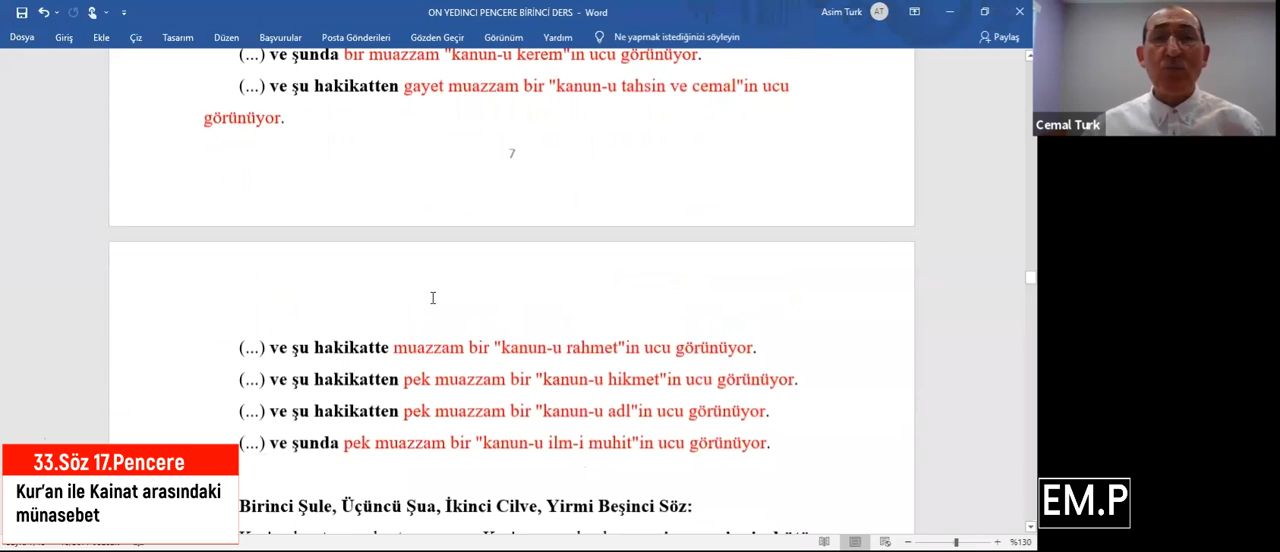 ON YEDINCI PENCERE BİRİNCİ DERS - Word
Asim Turk AT
Dosya Giriş Ekle Çiz Tasarım Düzen Başvurular Posta Gönderileri Gözden Geçir Görünüm Yardım Ne yapmak istediğinizi söyleyin Paylaş
(...) ve şunda bir muazzam "kanun-u kerem"in ucu görünüyor.
(...) ve şu hakikatten gayet muazzam bir "kanun-u tahsin ve cemal"in ucu
görünüyor.
7
Cemal Turk
(...) ve şu hakikatte muazzam bir "kanun-u rahmet"in ucu görünüyor.
(...) ve şu hakikatten pek muazzam bir "kanun-u hikmet"in ucu görünüyor.
(...) ve şu hakikatten pek muazzam bir "kanun-u adl"in ucu görünüyor.
(...) ve şunda pek muazzam bir "kanun-u ilm-i muhit"in ucu görünüyor.
33.Söz 17.Pencere
Kur'an ile Kainat arasındaki
münasebet
Birinci Şule, Üçüncü Şua, İkinci Cilve, Yirmi Beşinci Söz:
EM.P
%130